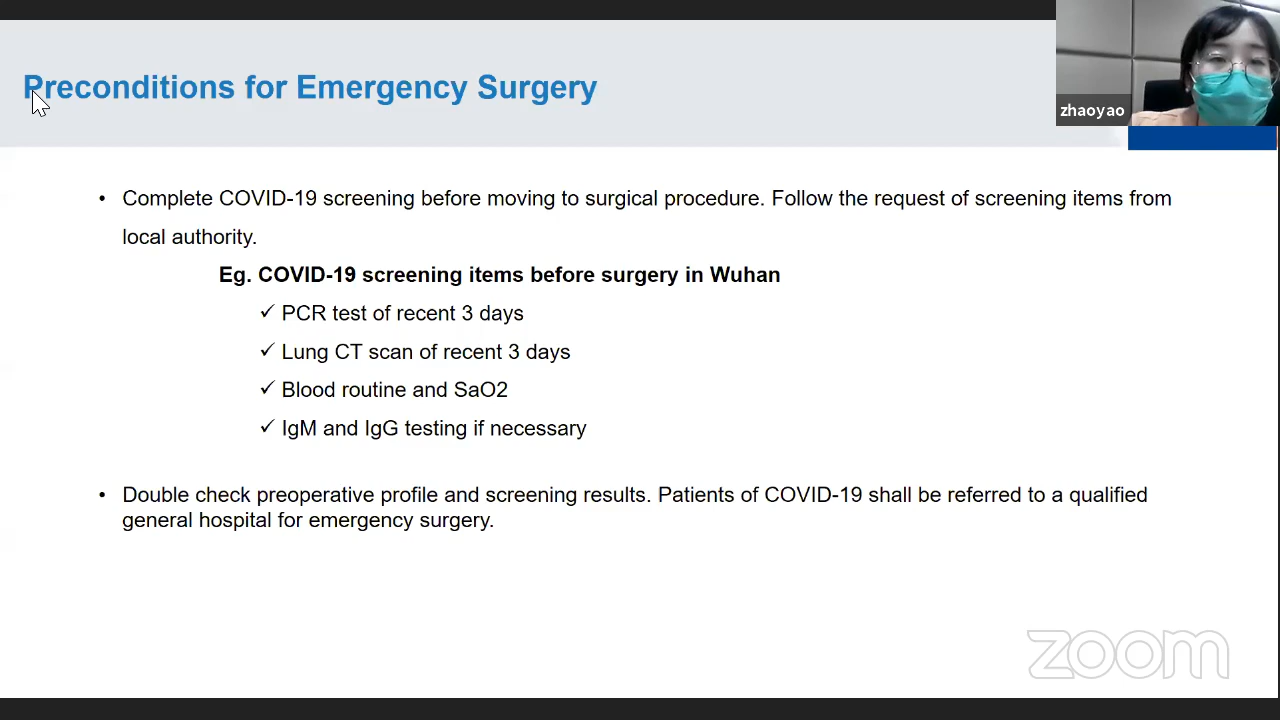 Preconditions for Emergency Surgery
zhaoyao
• Complete COVID-19 screening before moving to surgical procedure. Follow the request of screening items from
local authority.
Eg. COVID-19 screening items before surgery in Wuhan
✓ PCR test of recent 3 days
✓ Lung CT scan of recent 3 days
✓ Blood routine and SaO2
✓ IgM and IgG testing if necessary
• Double check preoperative profile and screening results. Patients of COVID-19 shall be referred to a qualified
general hospital for emergency surgery.
zoom